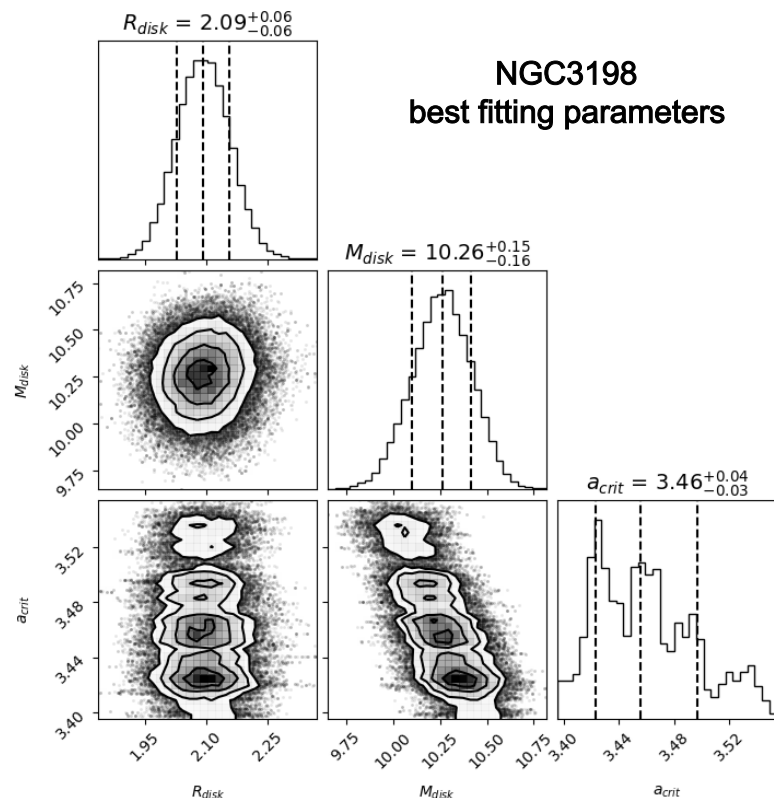 R_disk = 2.09^{+0.06}_{-0.06}
NGC3198
best fitting parameters
M_disk = 10.26^{+0.15}_{-0.16}
M_disk
10.75
10.50
10.25
10.00
9.75
a_crit = 3.46^{+0.04}_{-0.03}
a_crit
3.52
3.48
3.44
3.40
1.95
2.10
2.25
R_disk
9.75
10.00
10.25
10.50
10.75
M_disk
3.40
3.44
3.48
3.52
a_crit